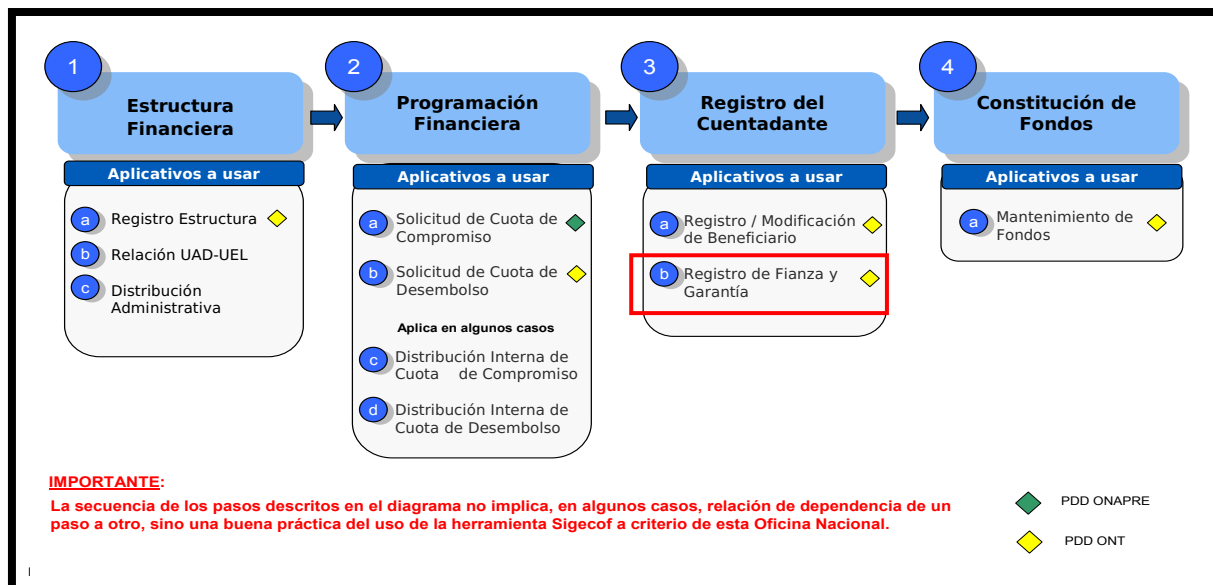 1
Estructura
Financiera
Aplicativos a usar
a Registro Estructura
b Relación UAD-UEL
c Distribución
Administrativa
2
Programación
Financiera
Aplicativos a usar
a Solicitud de Cuota de
Compromiso
b Solicitud de Cuota de
Desembolso
Aplica en algunos casos
c Distribución Interna de
Cuota de Compromiso
d Distribución Interna de
Cuota de Desembolso
3
Registro del
Cuentadante
Aplicativos a usar
a Registro / Modificación
de Beneficiario
b Registro de Fianza y
Garantía
4
Constitución de
Fondos
Aplicativos a usar
a Mantenimiento de
Fondos
IMPORTANTE:
La secuencia de los pasos descritos en el diagrama no implica, en algunos casos, relación de dependencia de un
paso a otro, sino una buena práctica del uso de la herramienta Sigecof a criterio de esta Oficina Nacional.
PDD ONAPRE
PDD ONT